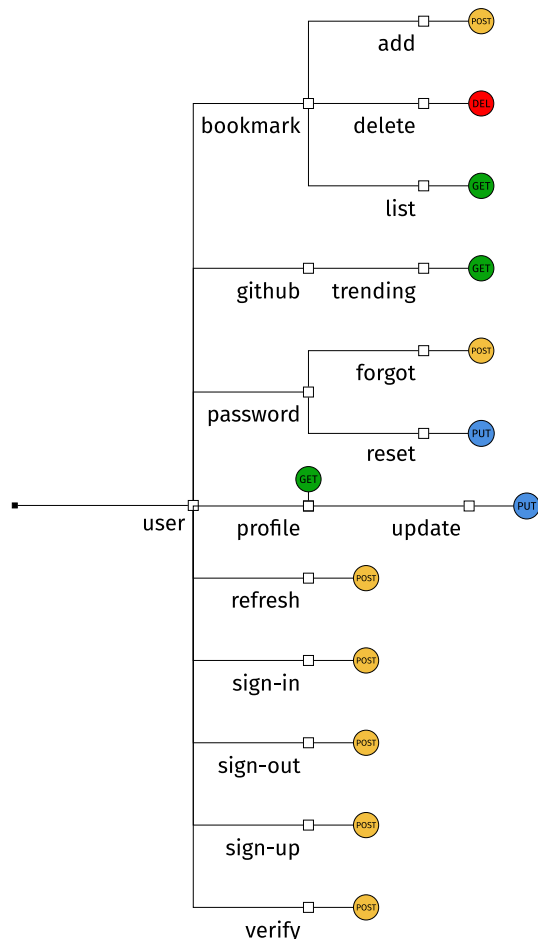 POST
add
DEL
bookmark delete
GET
list
GET
github trending
POST
forgot
password
PUT
reset
GET
PUT
user profile update
POST
refresh
POST
sign-in
POST
sign-out
POST
sign-up
POST
verify